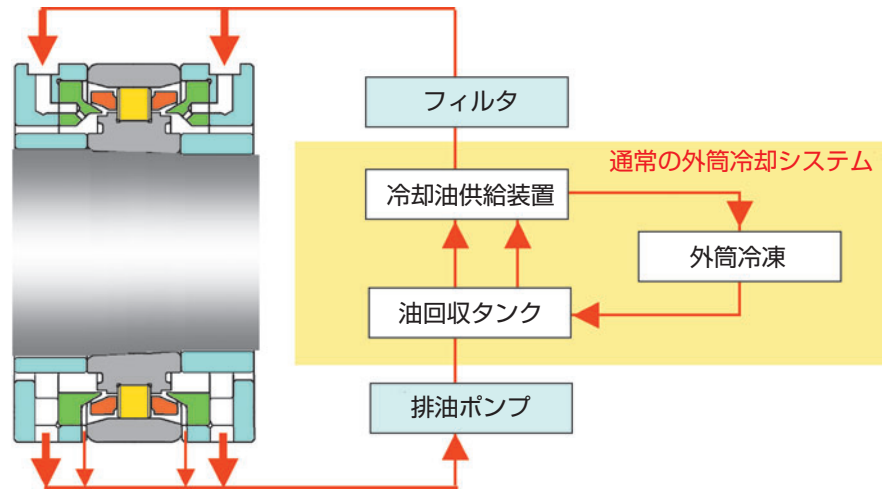 フィルタ
通常の外筒冷却システム
冷却油供給装置
外筒冷凍
油回収タンク
排油ポンプ